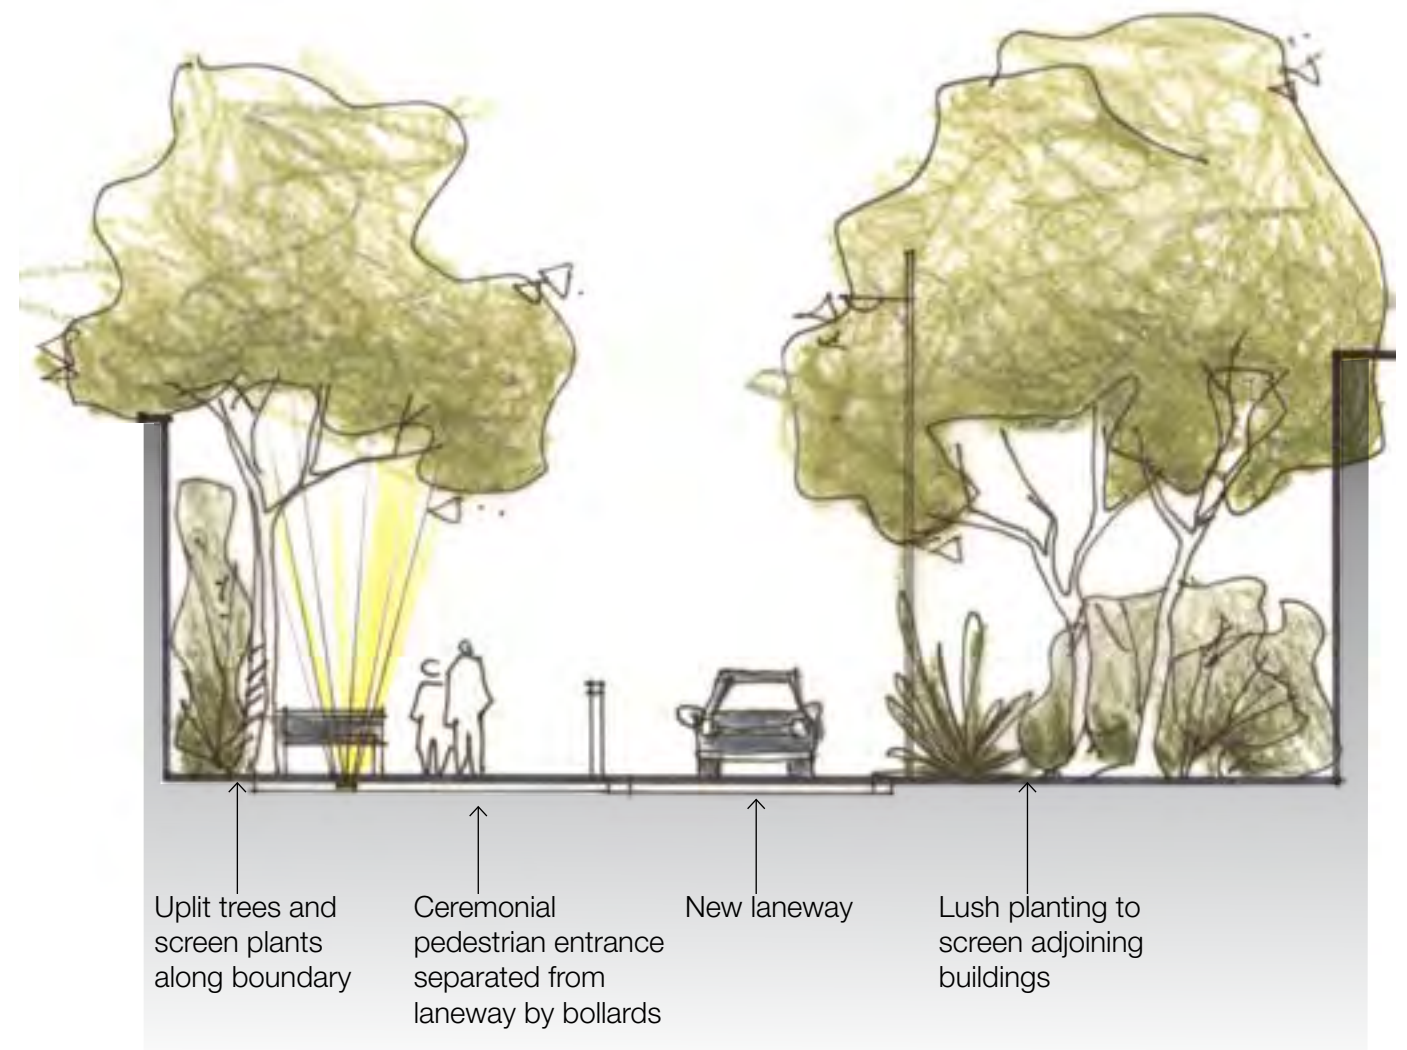 Uplit trees and
screen plants
along boundary
Ceremonial
pedestrian entrance
separated from
laneway by bollards
New laneway
Lush planting to
screen adjoining
buildings